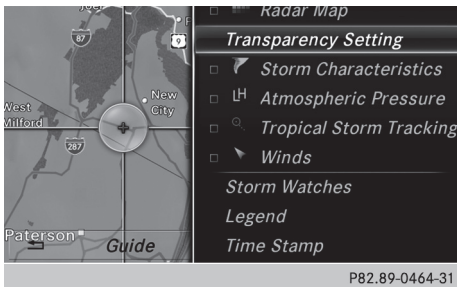 87
9
New
City
West
Milford
287
Paterson
Guide
Radar Map
Transparency Setting
Storm Characteristics
LH Atmospheric Pressure
Tropical Storm Tracking
Winds
Storm Watches
Legend
Time Stamp
P82.89-0464-31